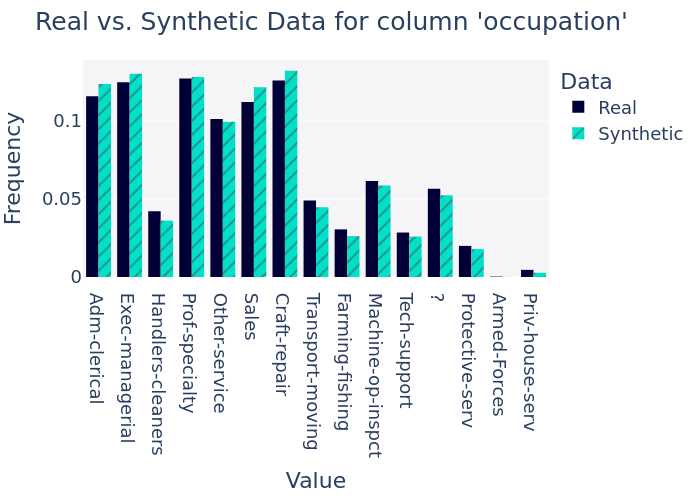 Real vs. Synthetic Data for column 'occupation'
Data
Real
Synthetic
Frequency
0.1
0.05
0
Adm-clerical
Exec-managerial
Handlers-cleaners
Prof-specialty
Other-service
Sales
Craft-repair
Transport-moving
Farming-fishing
Machine-op-inspct
Tech-support
?
Protective-serv
Armed-Forces
Priv-house-serv
Value